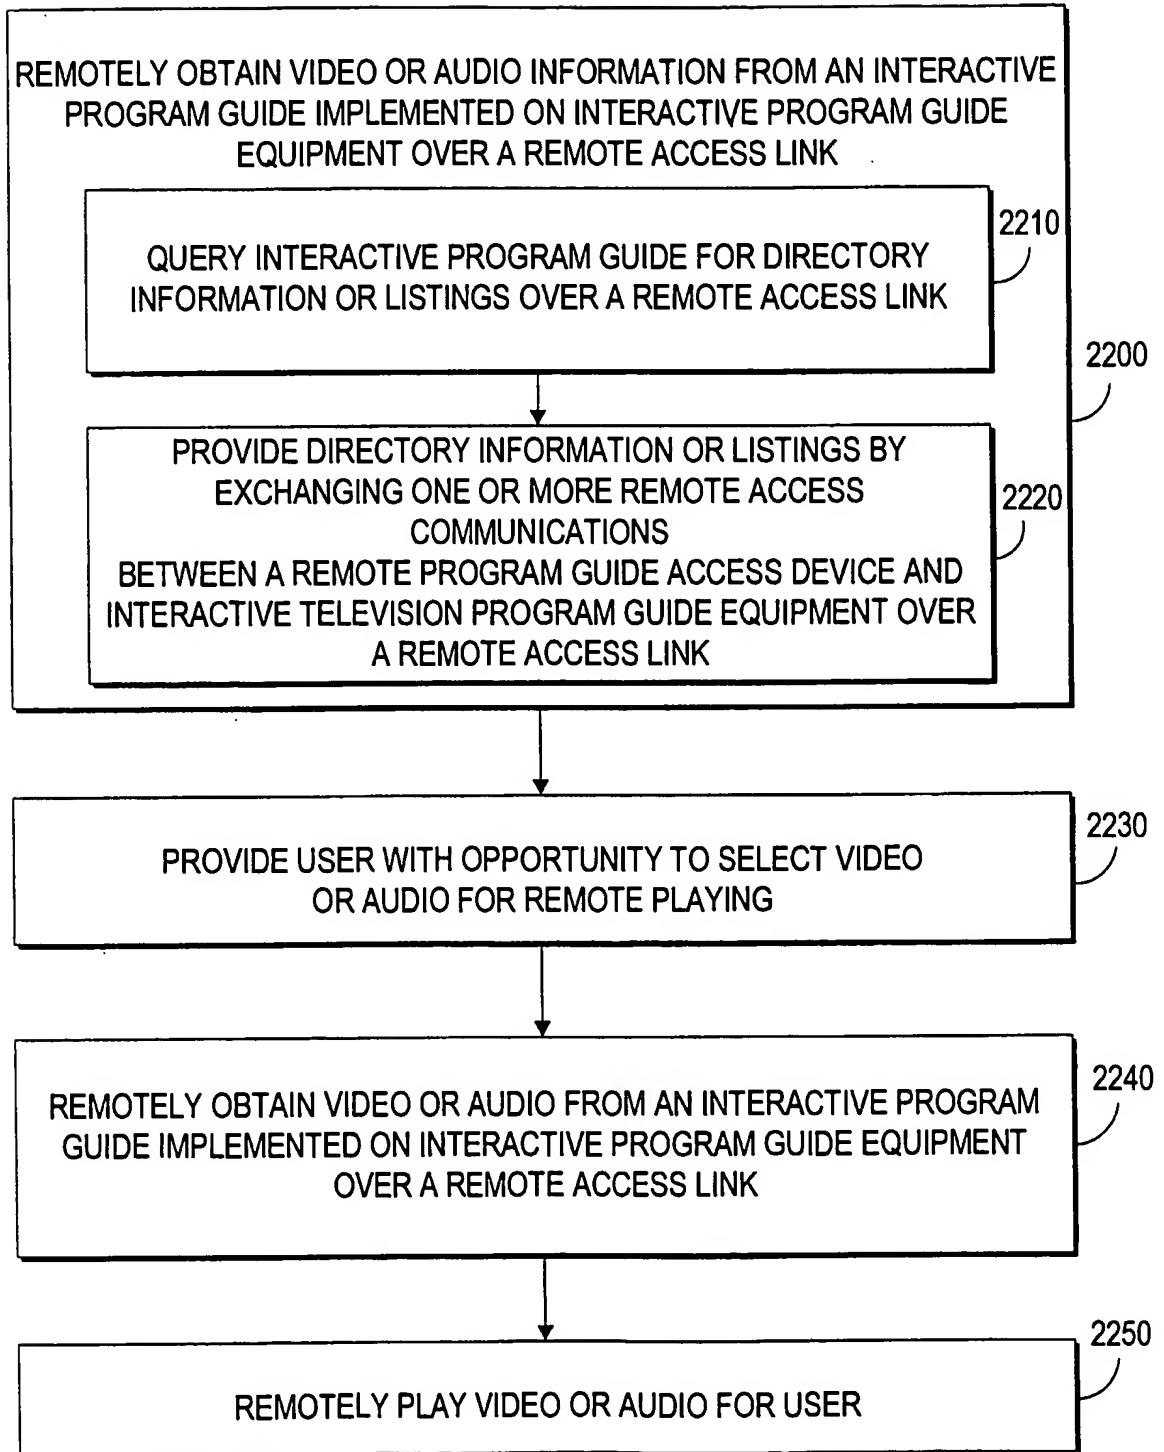 REMOTELY OBTAIN VIDEO OR AUDIO INFORMATION FROM AN INTERACTIVE
PROGRAM GUIDE IMPLEMENTED ON INTERACTIVE PROGRAM GUIDE
EQUIPMENT OVER A REMOTE ACCESS LINK
2210
QUERY INTERACTIVE PROGRAM GUIDE FOR DIRECTORY
INFORMATION OR LISTINGS OVER A REMOTE ACCESS LINK
2200
PROVIDE DIRECTORY INFORMATION OR LISTINGS BY
EXCHANGING ONE OR MORE REMOTE ACCESS
COMMUNICATIONS
BETWEEN A REMOTE PROGRAM GUIDE ACCESS DEVICE AND
INTERACTIVE TELEVISION PROGRAM GUIDE EQUIPMENT OVER
A REMOTE ACCESS LINK
2220
PROVIDE USER WITH OPPORTUNITY TO SELECT VIDEO
OR AUDIO FOR REMOTE PLAYING
2230
REMOTELY OBTAIN VIDEO OR AUDIO FROM AN INTERACTIVE PROGRAM
GUIDE IMPLEMENTED ON INTERACTIVE PROGRAM GUIDE EQUIPMENT
OVER A REMOTE ACCESS LINK
2240
REMOTELY PLAY VIDEO OR AUDIO FOR USER
2250